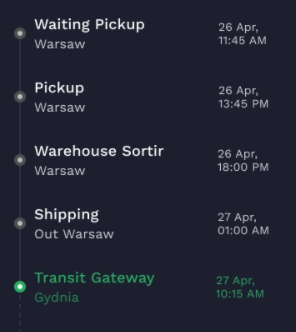 Waiting Pickup
Warsaw
26 Apr,
11:45 AM
Pickup
Warsaw
26 Apr,
13:45 PM
Warehouse Sortir
Warsaw
26 Apr,
18:00 PM
Shipping
Out Warsaw
27 Apr,
01:00 AM
Transit Gateway
Gydnia
27 Apr,
10:15 AM